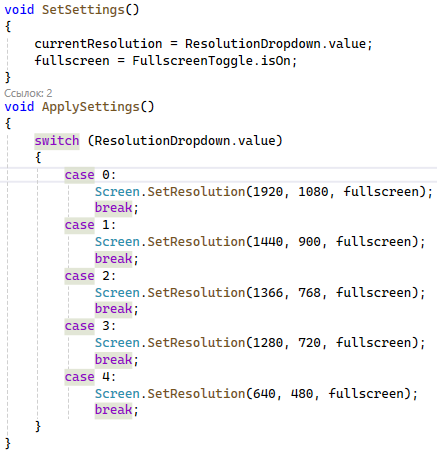 void SetSettings()
{
    currentResolution = ResolutionDropdown.value;
    fullscreen = FullscreenToggle.isOn;
}
Ссылок: 2
void ApplySettings()
{
    switch (ResolutionDropdown.value)
    {
        case 0:
            Screen.SetResolution(1920, 1080, fullscreen);
            break;
        case 1:
            Screen.SetResolution(1440, 900, fullscreen);
            break;
        case 2:
            Screen.SetResolution(1366, 768, fullscreen);
            break;
        case 3:
            Screen.SetResolution(1280, 720, fullscreen);
            break;
        case 4:
            Screen.SetResolution(640, 480, fullscreen);
            break;
    }
}